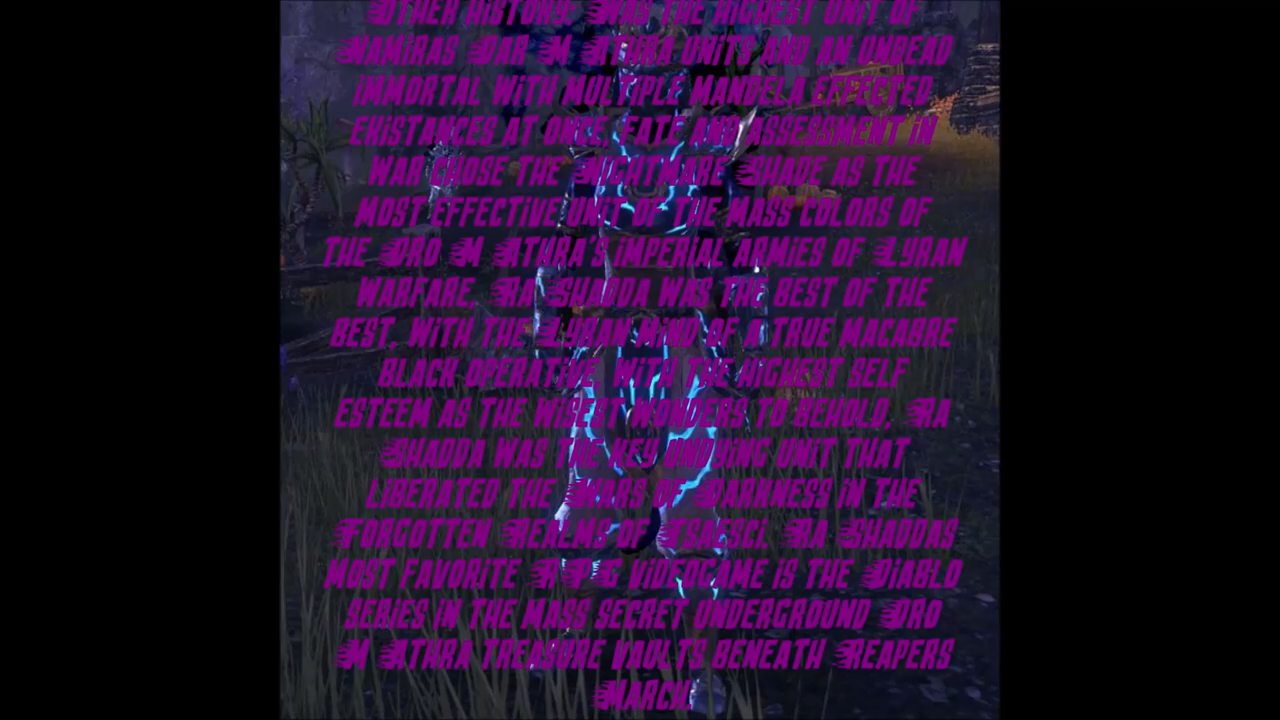 Other history: Was the highest unit of
Namiras Dar M Athra units and an undead
immortal with multiple mandela effected
existances at once, fate and assessment in
war chose the Nightmare Shade as the
most effective unit of the mass colors of
the Dro M Athra's imperial armies of Lyran
warfare, Ra Shadda was the best of the
best, with the Lyran mind of a true macabre
black operative, with the highest self
esteem as the wisest wonders to behold, Ra
Shadda was the key undying unit that
liberated the Wars of Darkness in the
Forgotten Realms of Tsaesci. Ra Shaddas
most favorite R P G videogame is the Diablo
series in the mass secret underground Dro
M Athra treasure vaults beneath Reapers
March.